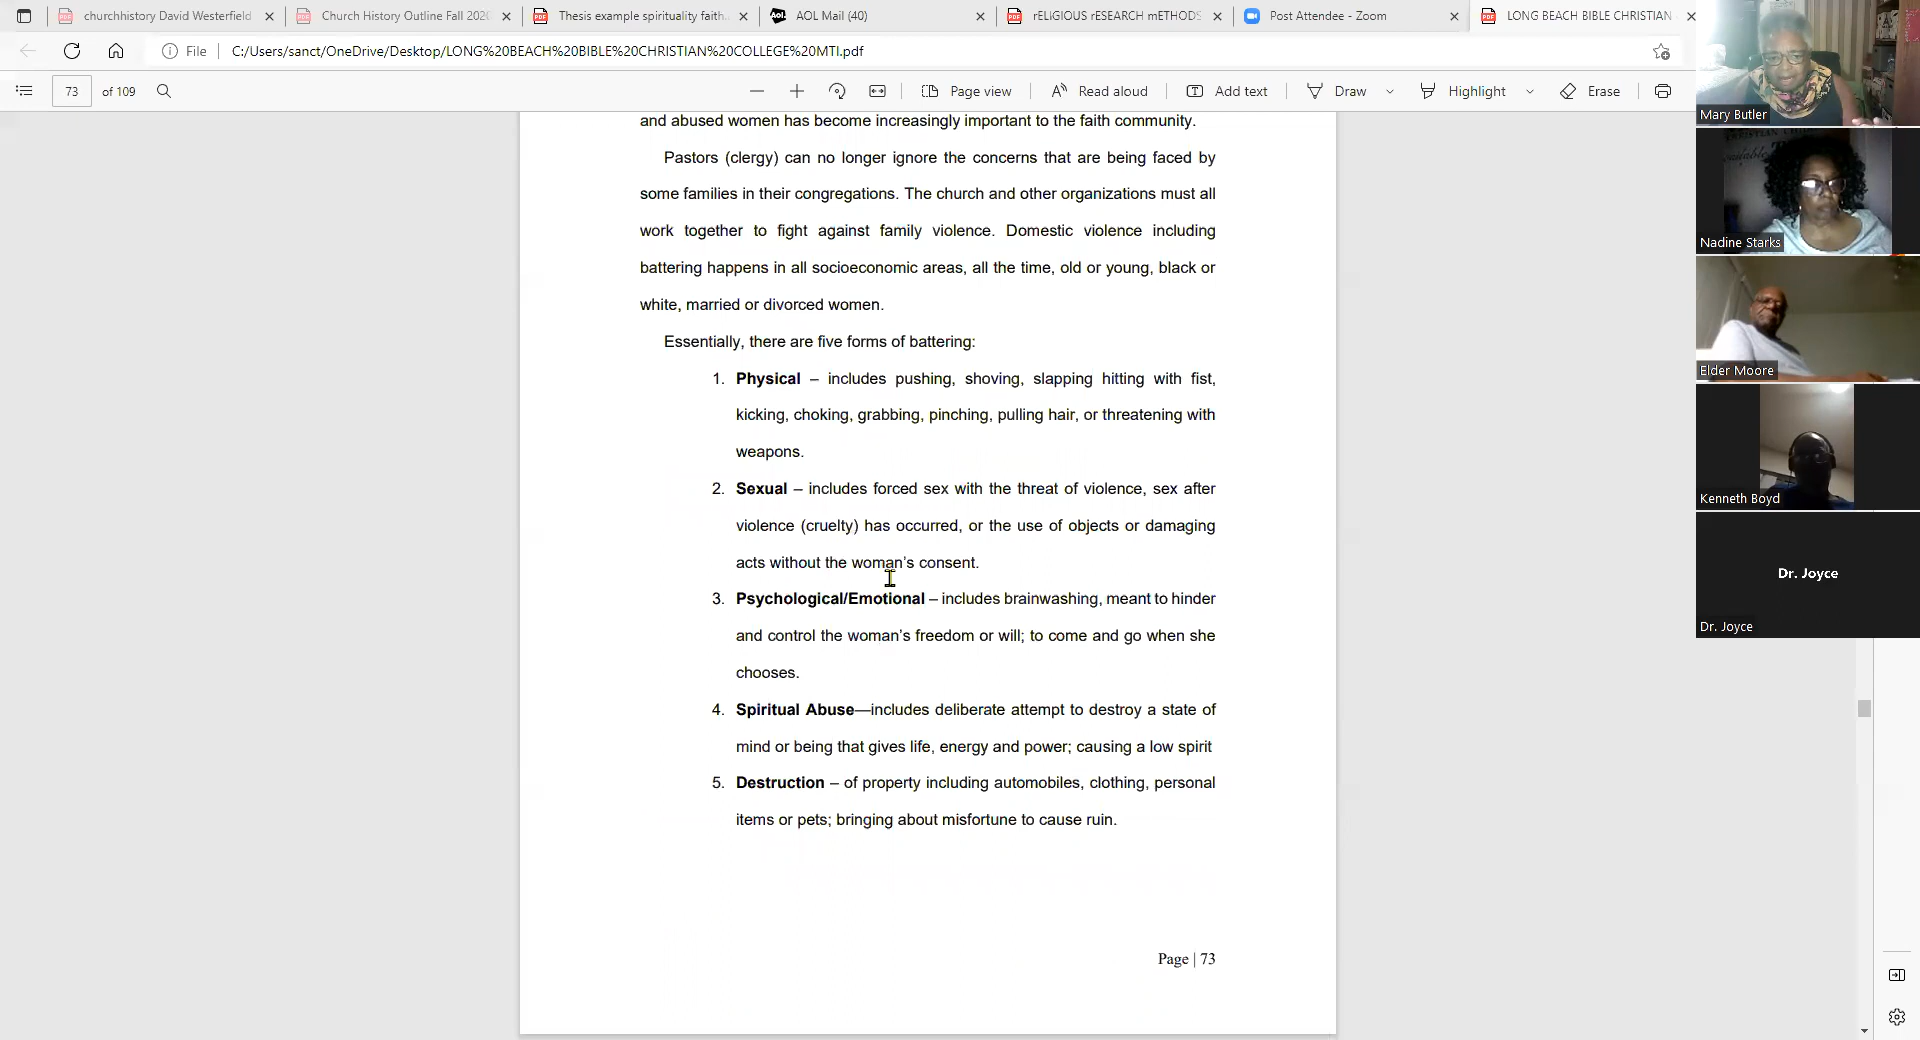 churchhistory David Westerfield
Church History Outline Fall 2020
Thesis example spirituality faith.
AOL Mail (40)
rELiGIOUS rESEARCH mETHODS
Post Attendee - Zoom
LONG BEACH BIBLE CHRISTIAN
File
C:/Users/sanct/OneDrive/Desktop/LONG%20BEACH%20BIBLE%20CHRISTIAN%20COLLEGE%20MTI.pdf
73 of 109
Page view
Read aloud
Add text
Draw
Highlight
Erase
and abused women has become increasingly important to the faith community.
Pastors (clergy) can no longer ignore the concerns that are being faced by
some families in their congregations. The church and other organizations must all
work together to fight against family violence. Domestic violence including
battering happens in all socioeconomic areas, all the time, old or young, black or
white, married or divorced women.
Essentially, there are five forms of battering:
1. Physical – includes pushing, shoving, slapping hitting with fist,
kicking, choking, grabbing, pinching, pulling hair, or threatening with
weapons.
2. Sexual – includes forced sex with the threat of violence, sex after
violence (cruelty) has occurred, or the use of objects or damaging
acts without the woman's consent.
3. Psychological/Emotional – includes brainwashing, meant to hinder
and control the woman's freedom or will; to come and go when she
chooses.
4. Spiritual Abuse—includes deliberate attempt to destroy a state of
mind or being that gives life, energy and power; causing a low spirit
5. Destruction – of property including automobiles, clothing, personal
items or pets; bringing about misfortune to cause ruin.
Page | 73
Mary Butler
Nadine Starks
Elder Moore
Kenneth Boyd
Dr. Joyce
Dr. Joyce